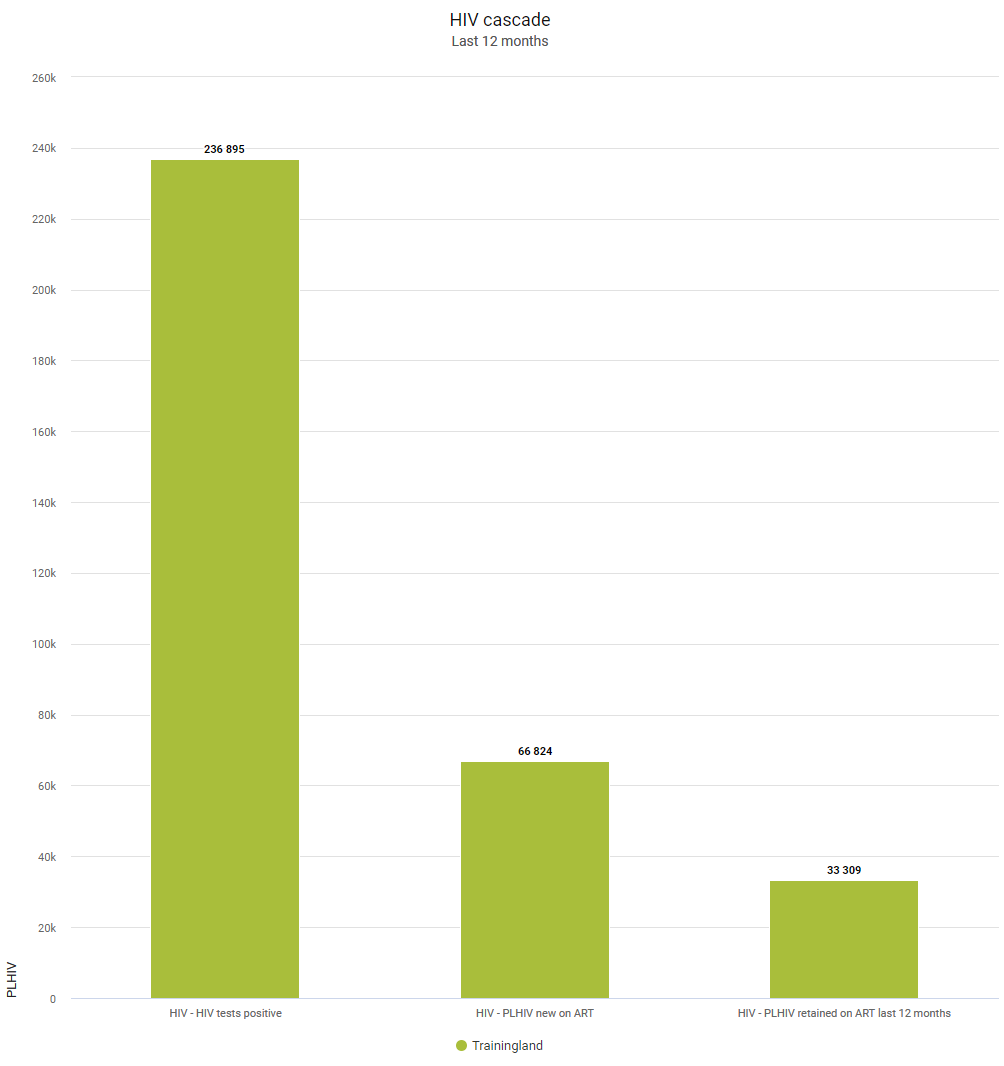 HIV cascade
Last 12 months
260k
240k
220k
200k
180k
160k
140k
120k
100k
80k
60k
40k
20k
0
PLHIV
236 895
66 824
33 309
HIV - HIV tests positive
HIV - PLHIV new on ART
HIV - PLHIV retained on ART last 12 months
Trainingland